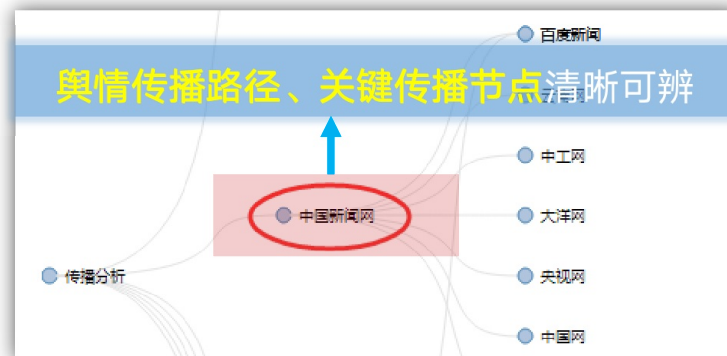 百度新闻
舆情传播路径、关键传播节点清晰可辨
中工网
中国新闻网
大洋网
传播分析
央视网
中国网